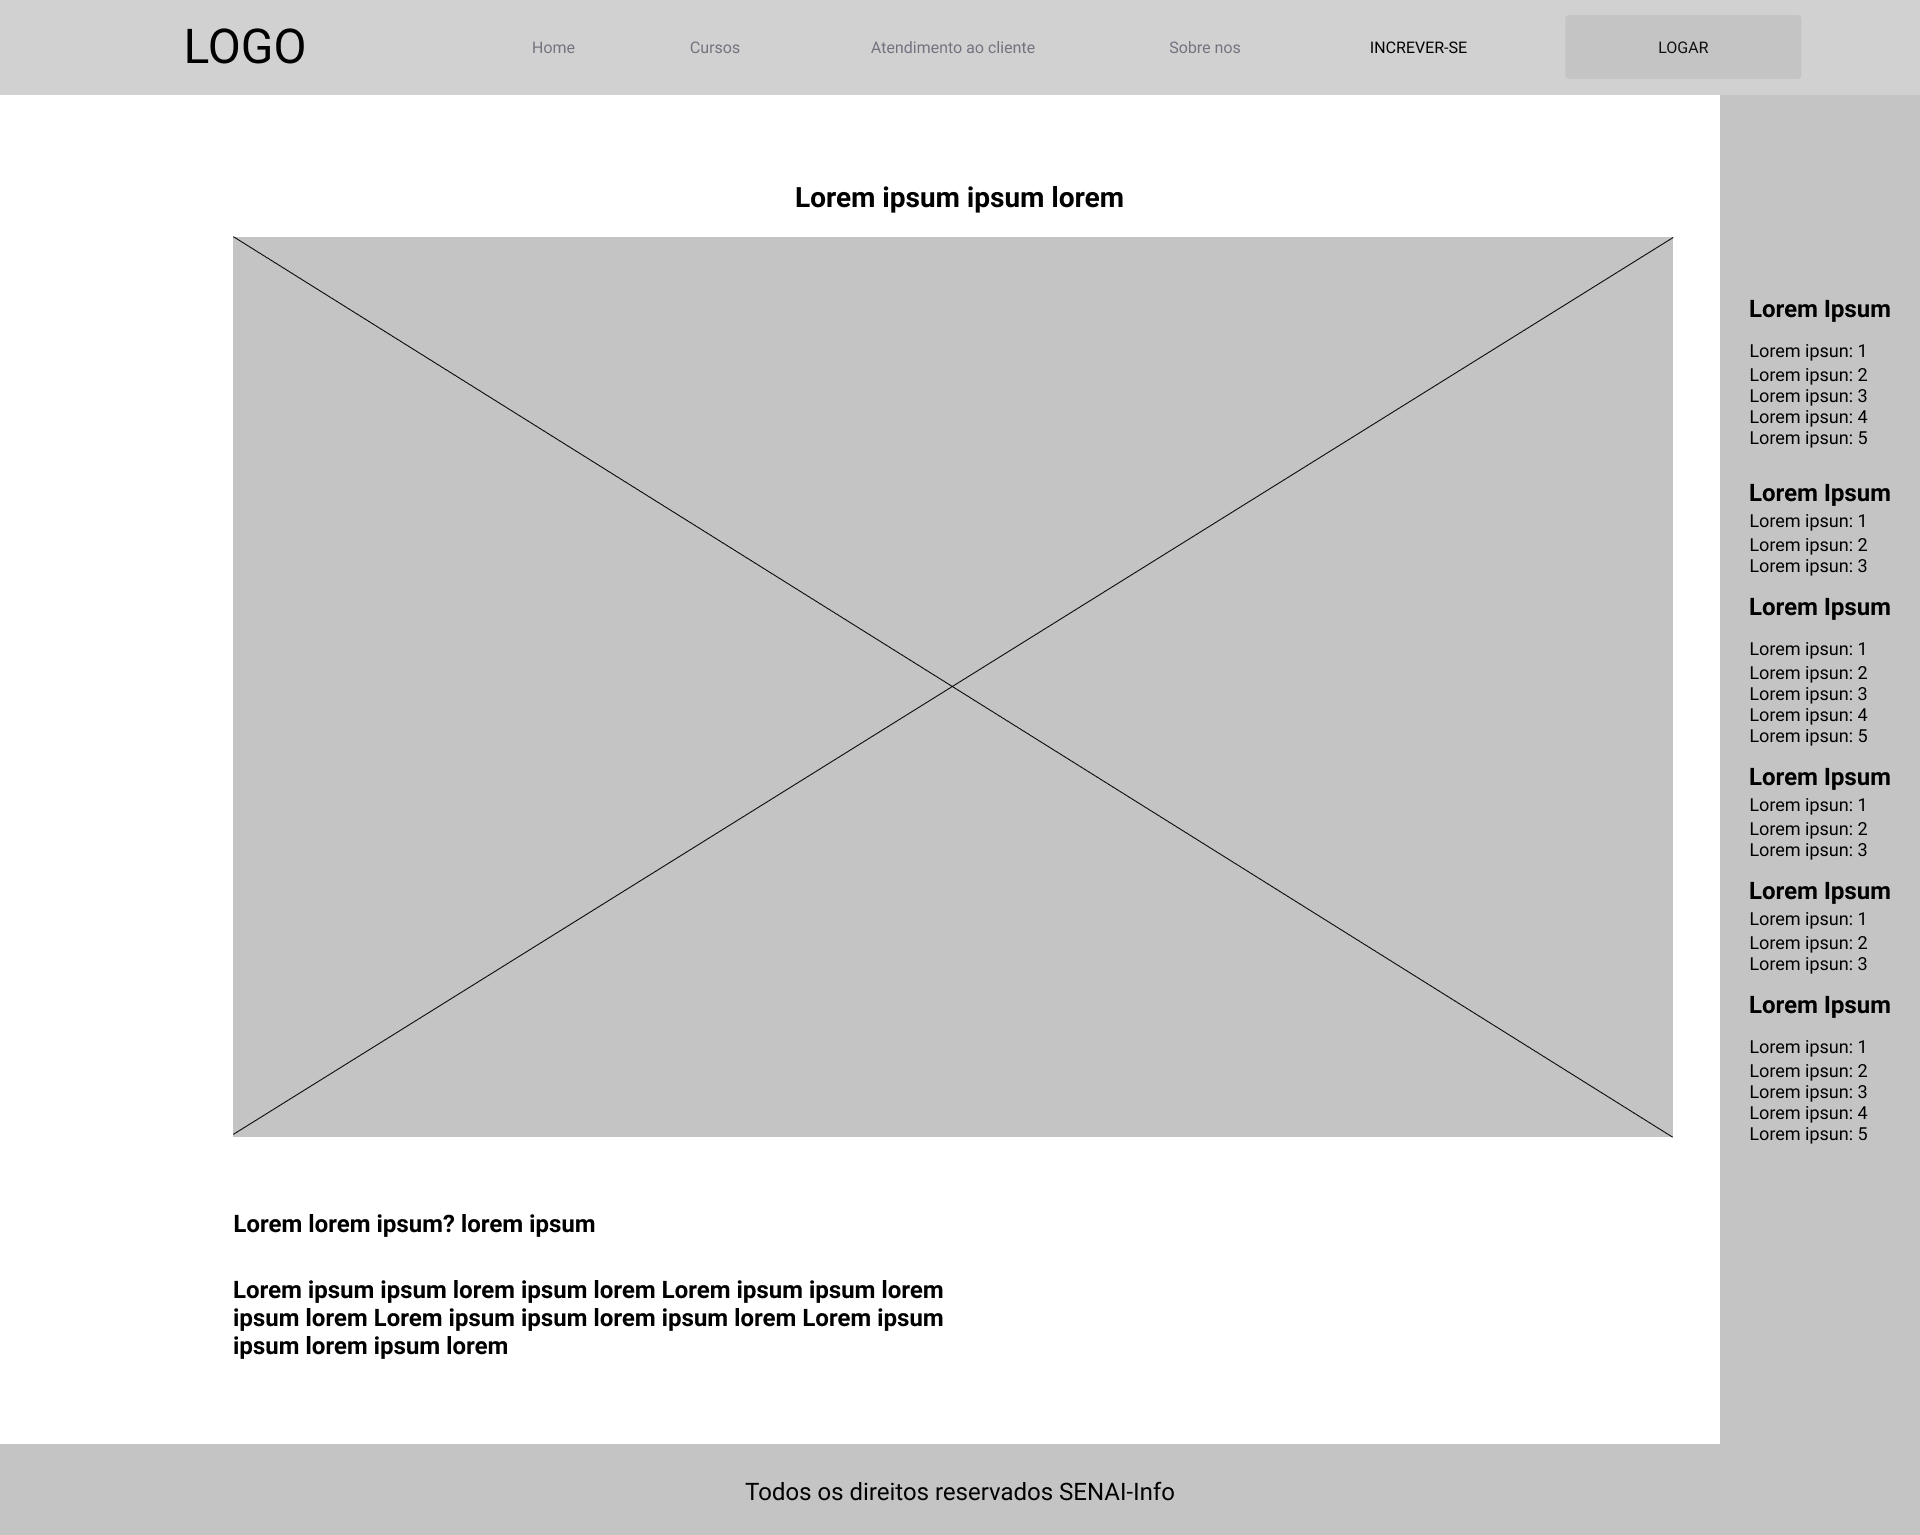 LOGO
Home
Cursos
Atendimento ao cliente
Sobre nos
INCREVER-SE
LOGAR
Lorem ipsum ipsum lorem
Lorem lorem ipsum? lorem ipsum
Lorem ipsum ipsum lorem ipsum lorem Lorem ipsum ipsum lorem
ipsum lorem Lorem ipsum ipsum lorem ipsum lorem Lorem ipsum
ipsum lorem ipsum lorem
Lorem Ipsum
Lorem ipsun: 1
Lorem ipsun: 2
Lorem ipsun: 3
Lorem ipsun: 4
Lorem ipsun: 5
Lorem Ipsum
Lorem ipsun: 1
Lorem ipsun: 2
Lorem ipsun: 3
Lorem Ipsum
Lorem ipsun: 1
Lorem ipsun: 2
Lorem ipsun: 3
Lorem ipsun: 4
Lorem ipsun: 5
Lorem Ipsum
Lorem ipsun: 1
Lorem ipsun: 2
Lorem ipsun: 3
Lorem Ipsum
Lorem ipsun: 1
Lorem ipsun: 2
Lorem ipsun: 3
Lorem Ipsum
Lorem ipsun: 1
Lorem ipsun: 2
Lorem ipsun: 3
Lorem ipsun: 4
Lorem ipsun: 5
Todos os direitos reservados SENAI-Info